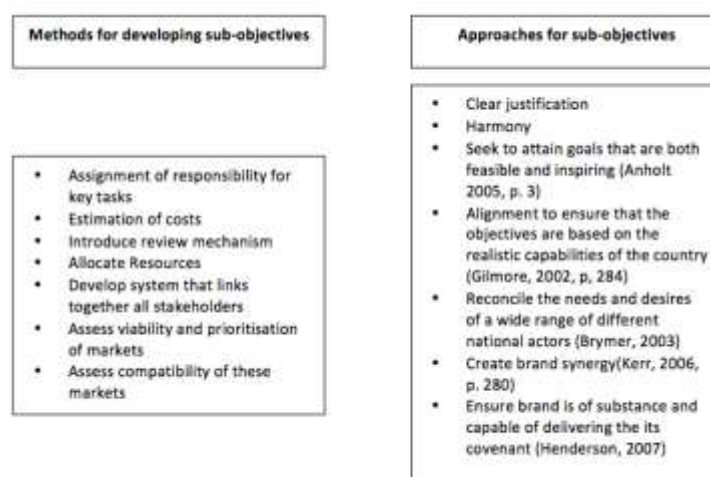 Methods for developing sub-objectives
• Assignment of responsibility for
key tasks
• Estimation of costs
• Introduce review mechanism
• Allocate Resources
• Develop system that links
together all stakeholders
• Assess viability and prioritisation
of markets
• Assess compatibility of these
markets
Approaches for sub-objectives
• Clear justification
• Harmony
• Seek to attain goals that are both
feasible and inspiring (Anholt
2005, p. 3)
• Alignment to ensure that the
objectives are based on the
realistic capabilities of the country
(Gilmore, 2002, p, 284)
• Reconcile the needs and desires
of a wide range of different
national actors (Brymer, 2003)
• Create brand synergy(Kerr, 2006,
p. 280)
• Ensure brand is of substance and
capable of delivering the its
covenant (Henderson, 2007)